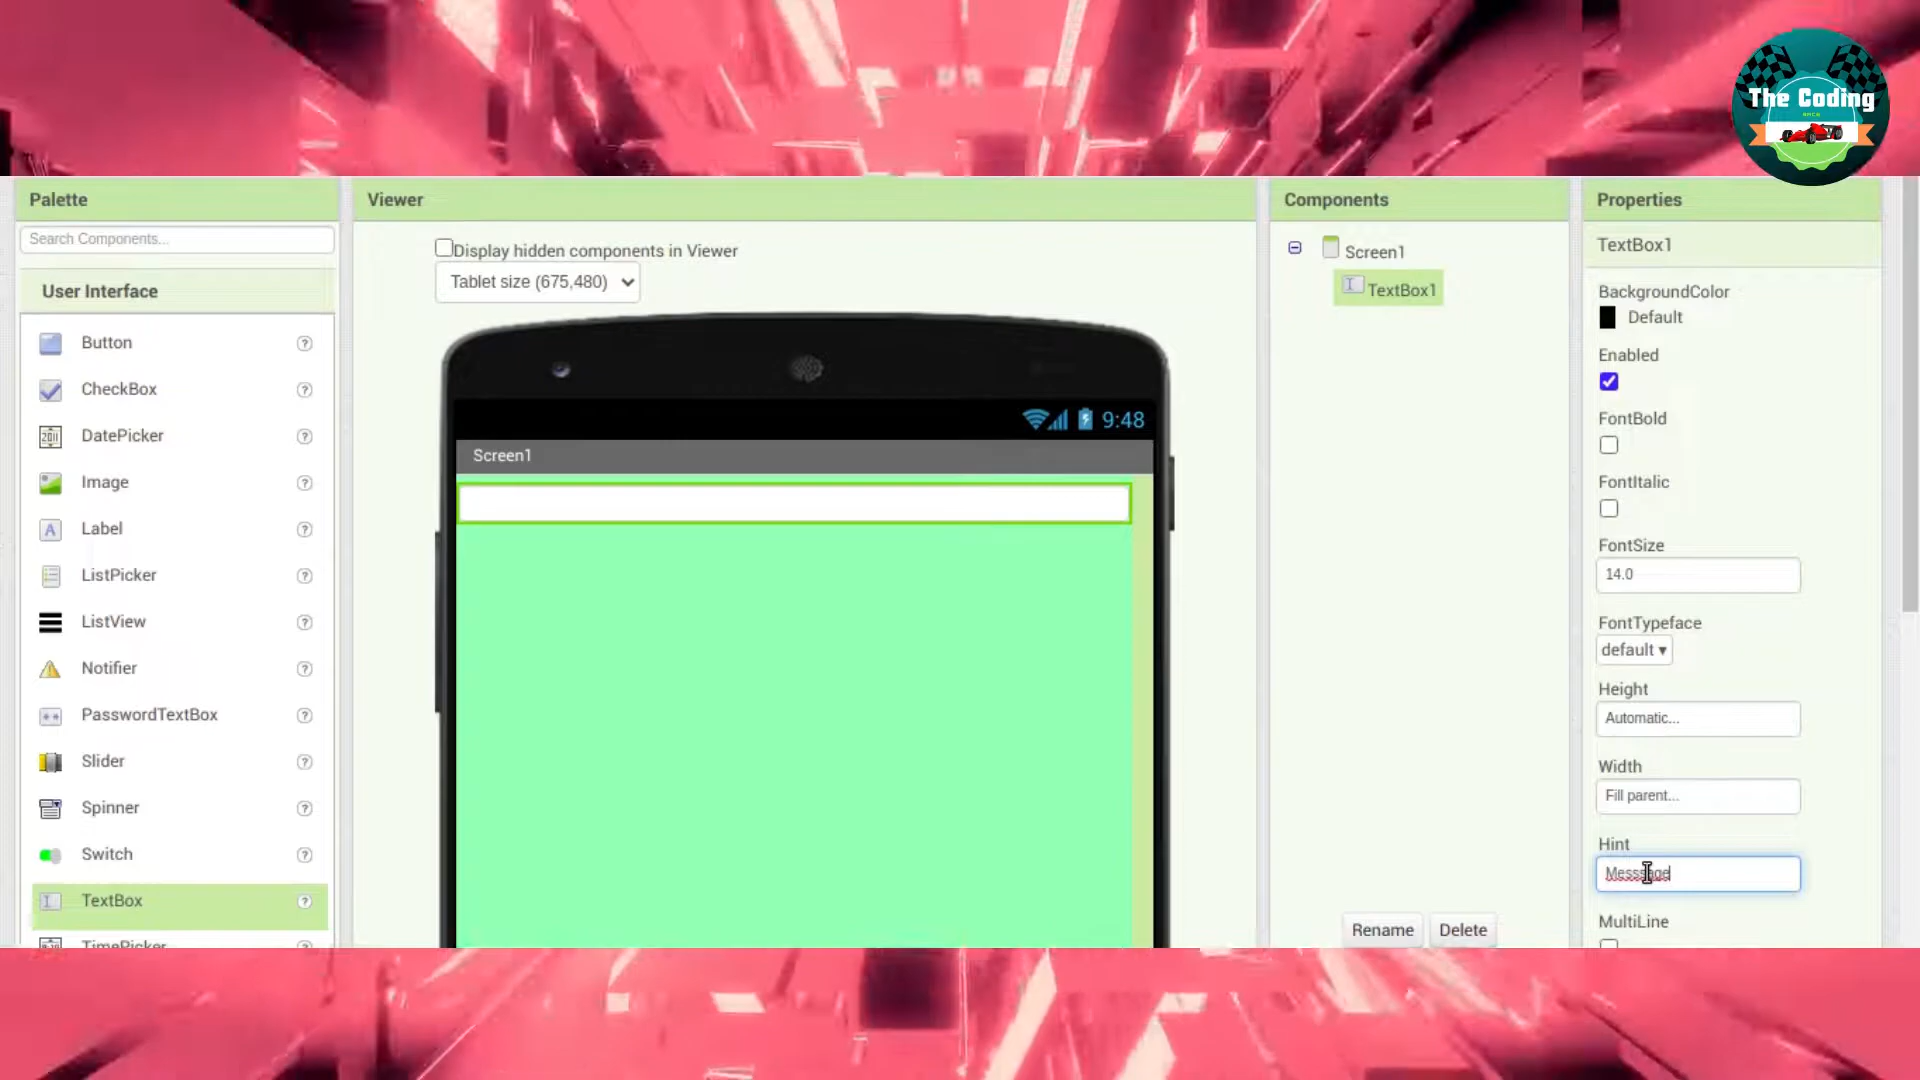 The Coding
RACE
Palette
Search Components...
User Interface
Button
CheckBox
DatePicker
Image
Label
ListPicker
ListView
Notifier
PasswordTextBox
Slider
Spinner
Switch
TextBox
TimePicker
Viewer
Display hidden components in Viewer
Tablet size (675,480)
9:48
Screen1
Components
Screen1
TextBox1
Rename
Delete
Properties
TextBox1
BackgroundColor
Default
Enabled
FontBold
FontItalic
FontSize
14.0
FontTypeface
default ▾
Height
Automatic...
Width
Fill parent...
Hint
Messsage
MultiLine